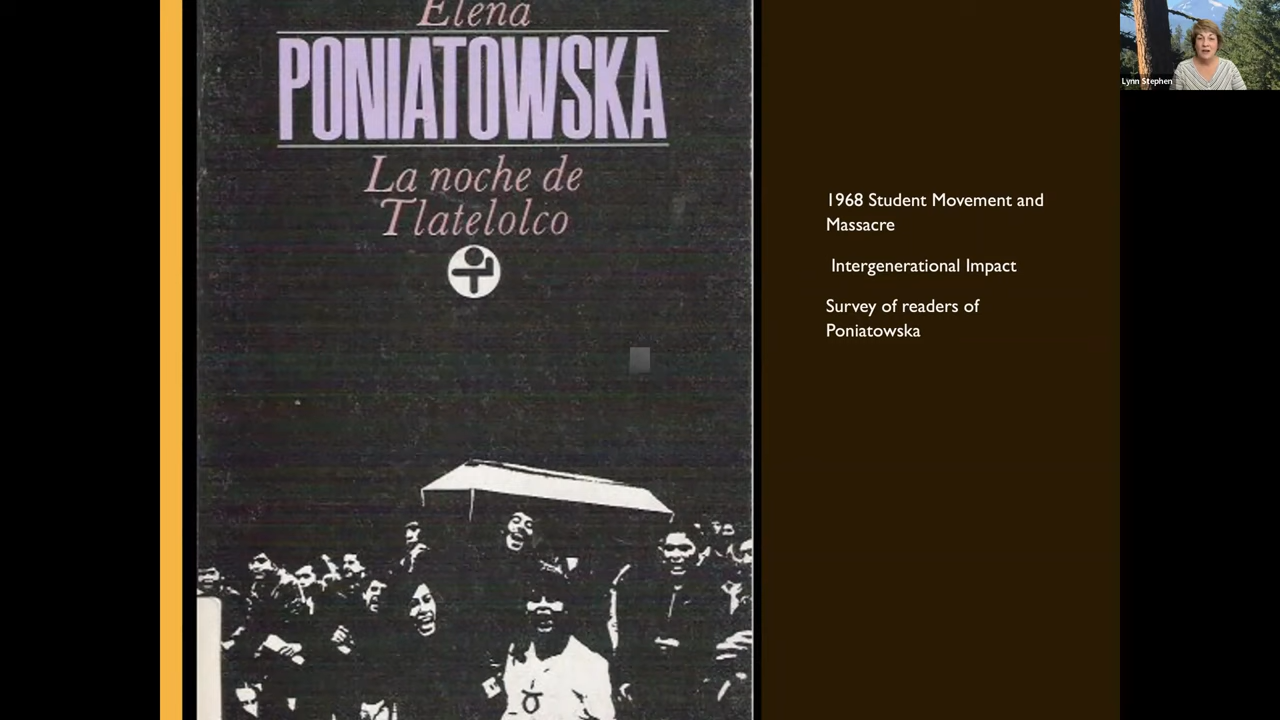 Elena
PONIATOWSKA
La noche de
Tlatelolco
1968 Student Movement and
Massacre
Intergenerational Impact
Survey of readers of
Poniatowska
Lynn Stephen